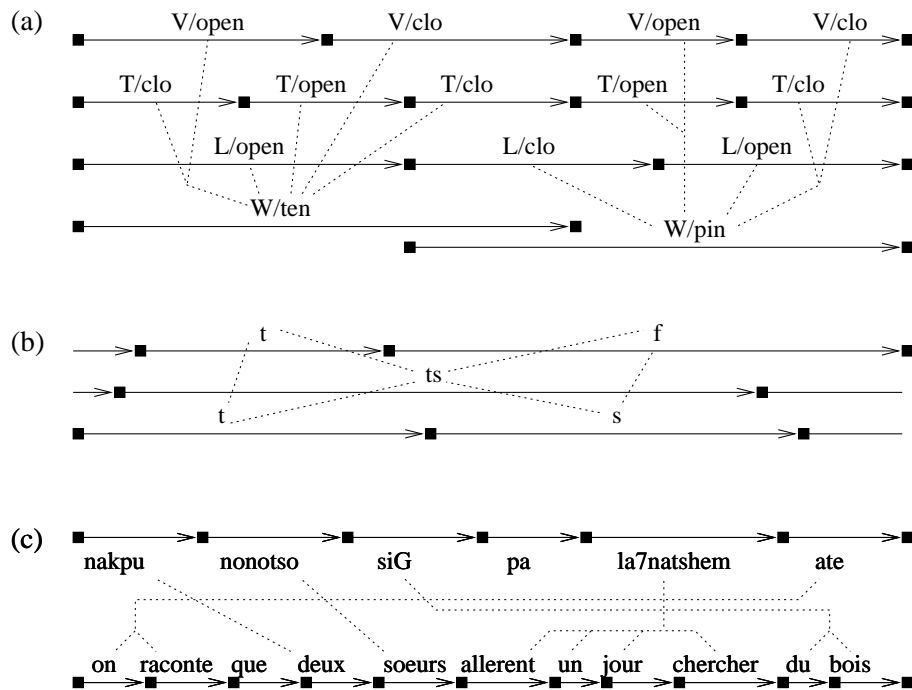 (a) V/open V/clo V/open V/clo
T/clo T/open T/clo T/open T/clo
L/open L/clo L/open
W/ten W/pin
(b) t f
ts
t s
(c)
nakpu nonotso siG pa la7natshem ate
on raconte que deux soeurs allerent un jour chercher du bois